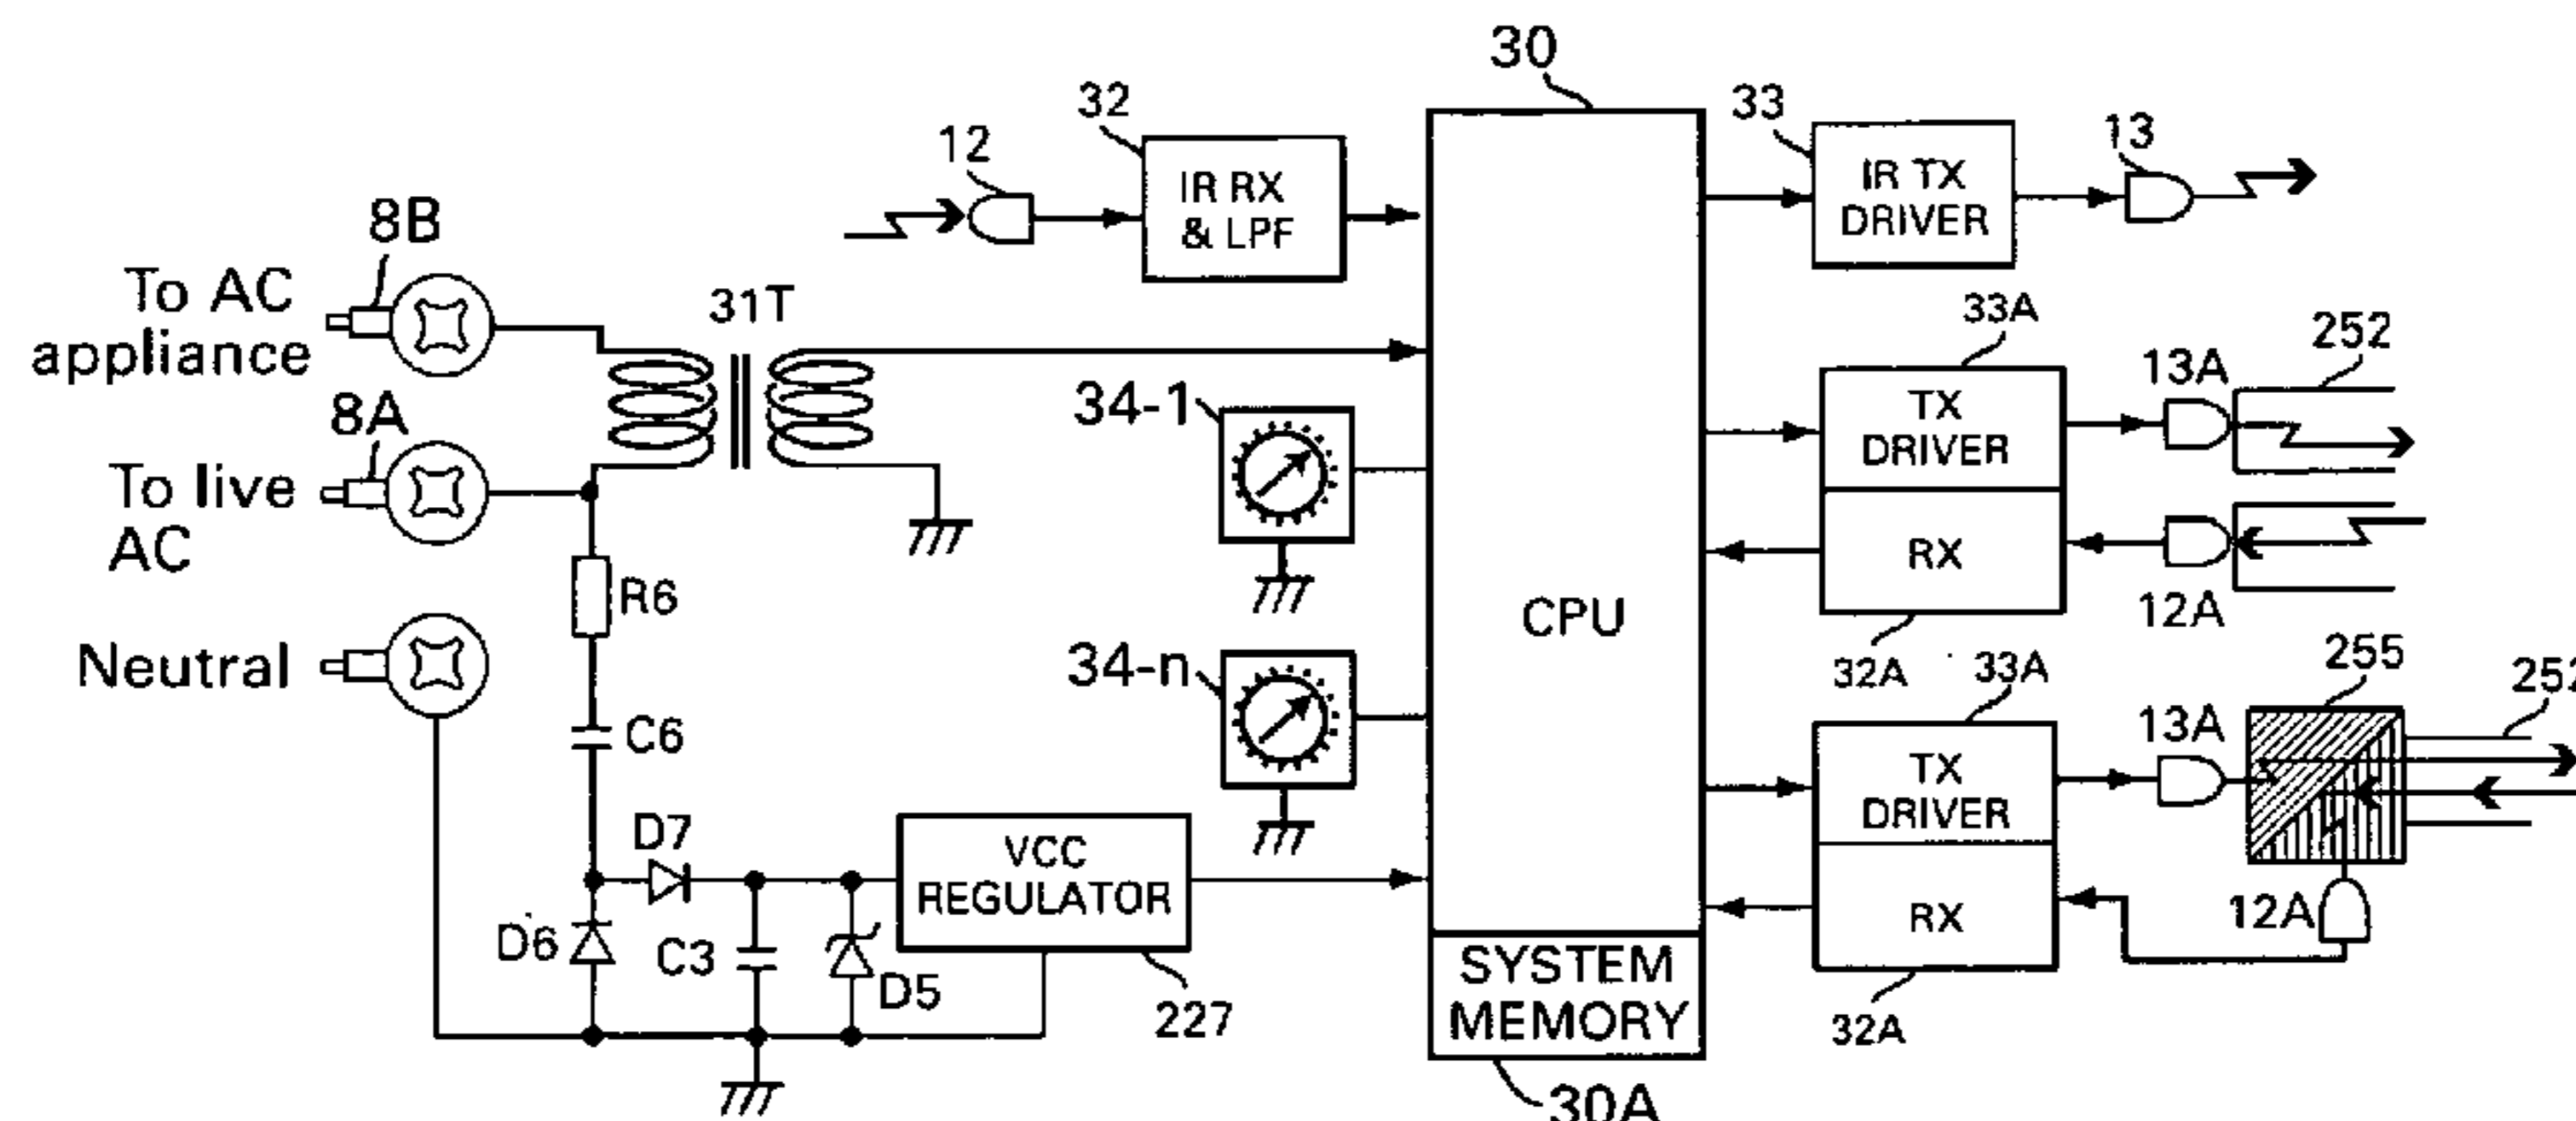 30
32
33
12
13
IR RX
& LPF
IR TX
DRIVER
8B
To AC
appliance
31T
33A
252
13A
34-1
TX
DRIVER
8A
To live
AC
RX
12A
R6
CPU
32A
Neutral
34-n
33A
255
252
13A
C6
TX
DRIVER
D7
VCC
REGULATOR
RX
12A
D6
C3
D5
SYSTEM
MEMORY
227
32A
30A